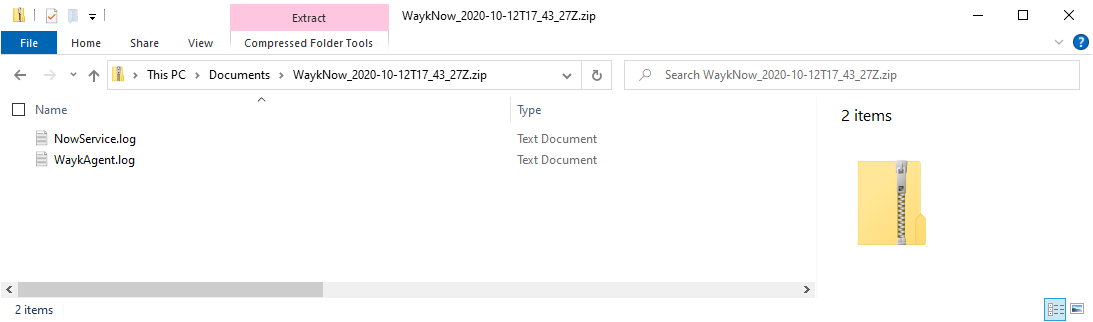 Extract
WaykNow_2020-10-12T17_43_27Z.zip
File Home Share View Compressed Folder Tools
This PC Documents WaykNow_2020-10-12T17_43_27Z.zip
Search WaykNow_2020-10-12T17_43_27Z.zip
Name Type
NowService.log Text Document
WaykAgent.log Text Document
2 items
2 items